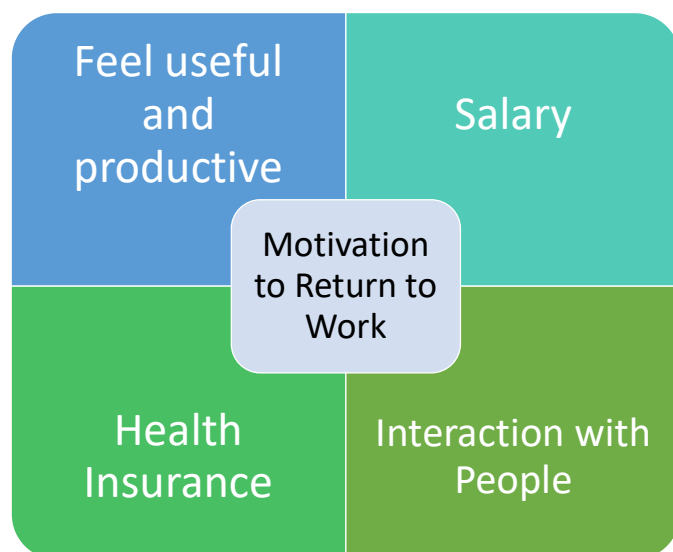 Feel useful
and
productive
Salary
Motivation
to Return to
Work
Health
Insurance
Interaction with
People